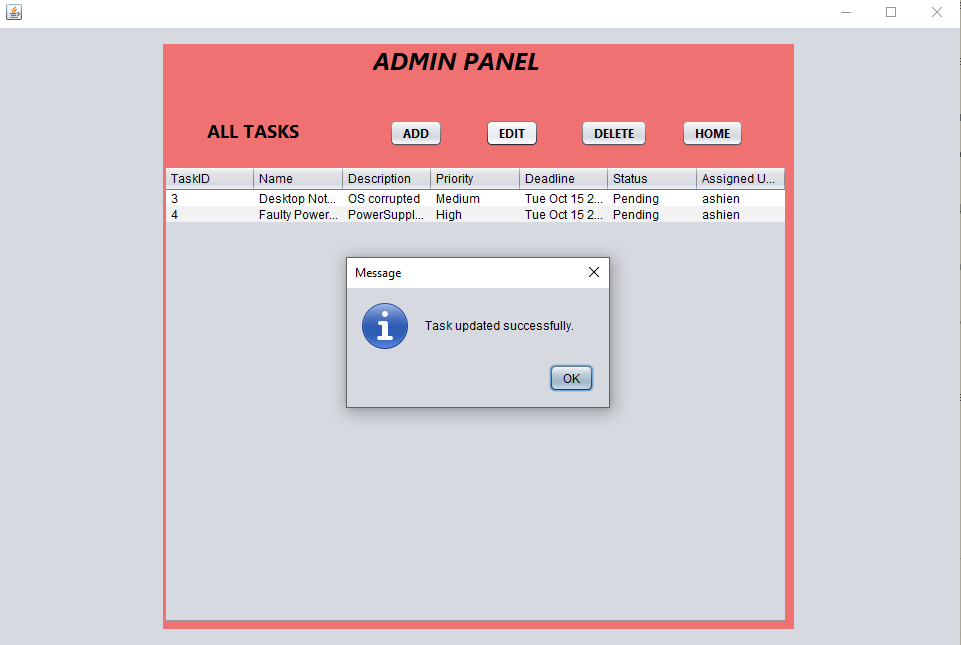 ADMIN PANEL
ALL TASKS ADD EDIT DELETE HOME
TaskID Name Description Priority Deadline Status Assigned U...
3 Desktop Not... OS corrupted Medium Tue Oct 15 2... Pending ashien
4 Faulty Power... PowerSuppl... High Tue Oct 15 2... Pending ashien
Message
Task updated successfully.
OK